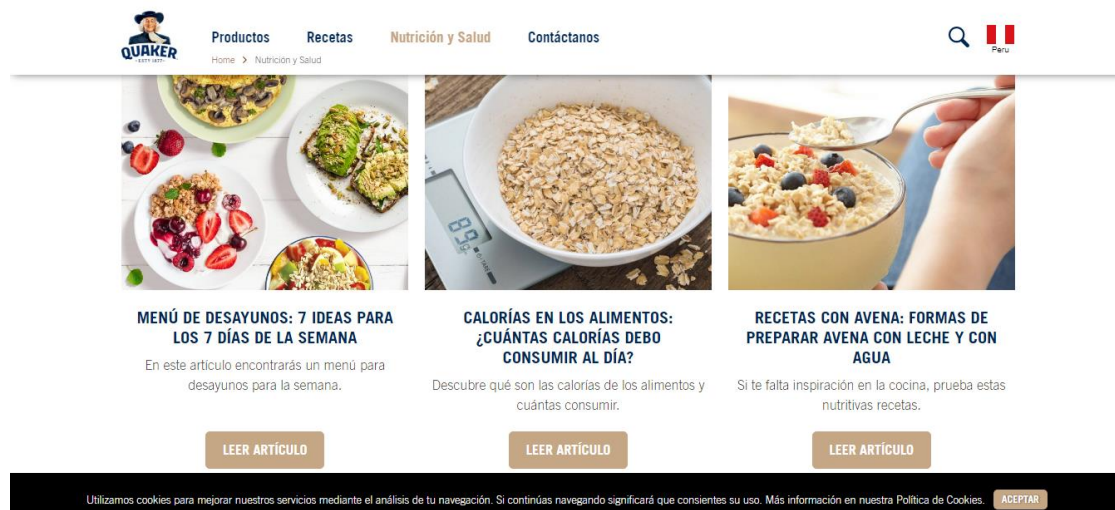 QUAKER
ESTD 1877
Productos Recetas Nutrición y Salud Contáctanos
Peru
Home > Nutrición y Salud
89g
MENÚ DE DESAYUNOS: 7 IDEAS PARA
LOS 7 DÍAS DE LA SEMANA
En este artículo encontrarás un menú para
desayunos para la semana.
LEER ARTÍCULO
CALORÍAS EN LOS ALIMENTOS:
¿CUÁNTAS CALORÍAS DEBO
CONSUMIR AL DÍA?
Descubre qué son las calorías de los alimentos y
cuántas consumir.
LEER ARTÍCULO
RECETAS CON AVENA: FORMAS DE
PREPARAR AVENA CON LECHE Y CON
AGUA
Si te falta inspiración en la cocina, prueba estas
nutritivas recetas.
LEER ARTÍCULO
Utilizamos cookies para mejorar nuestros servicios mediante el análisis de tu navegación. Si continúas navegando significará que consientes su uso. Más información en nuestra Política de Cookies. ACEPTAR